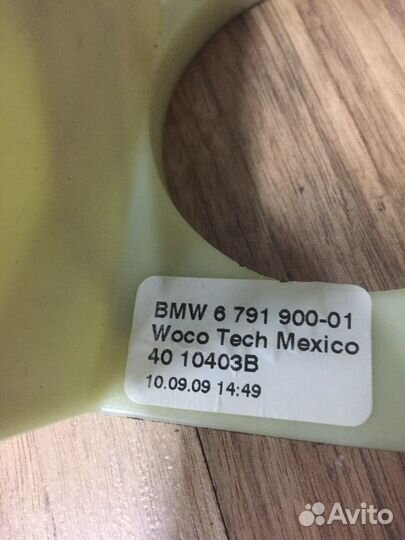 BMW 6 791 900-01
Woco Tech Mexico
40 10403B
10.09.09 14:49
Avito